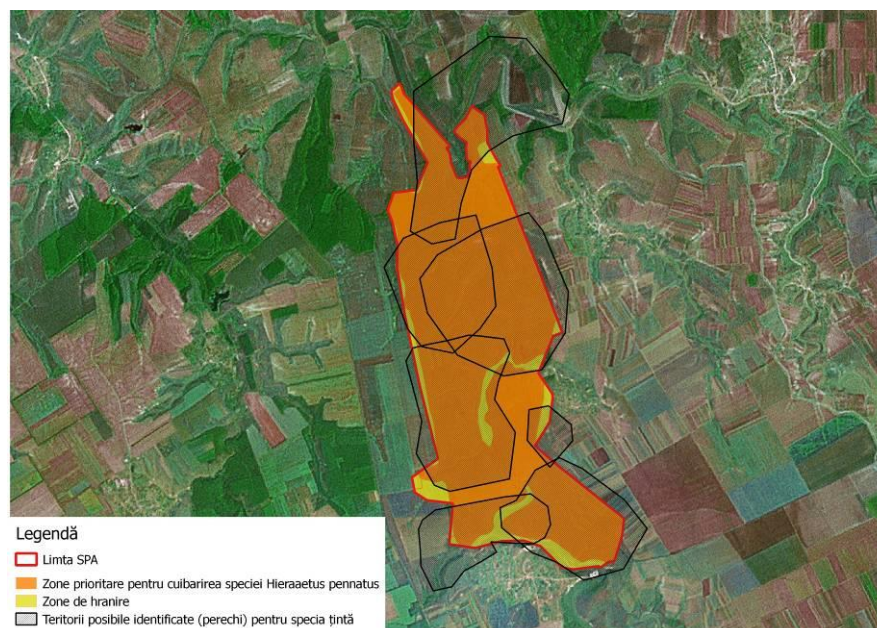 Legendă
Limta SPA
Zone prioritare pentru cuibarirea speciei Hieraaetus pennatus
Zone de hranire
Teritorii posibile identificate (perechi) pentru specia țintă